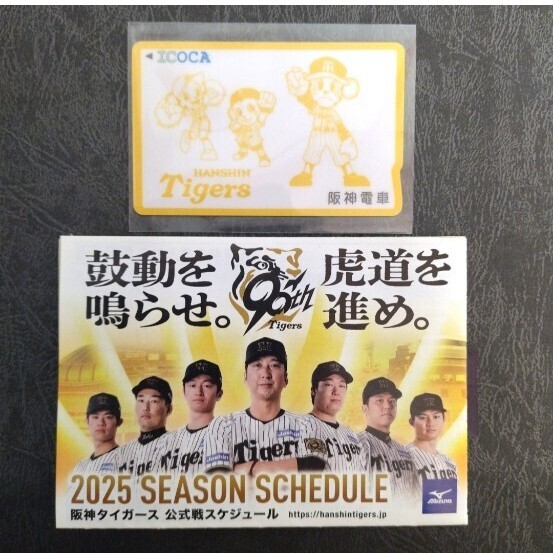 ◀ICOCA
HANSHIN
Tigers
阪神電車
鼓動を
鳴らせ。
90th
Tigers
虎道を
進め。
Tigers
2025 SEASON SCHEDULE
阪神タイガース 公式戦スケジュール https://hanshintigers.jp
MIZUNO